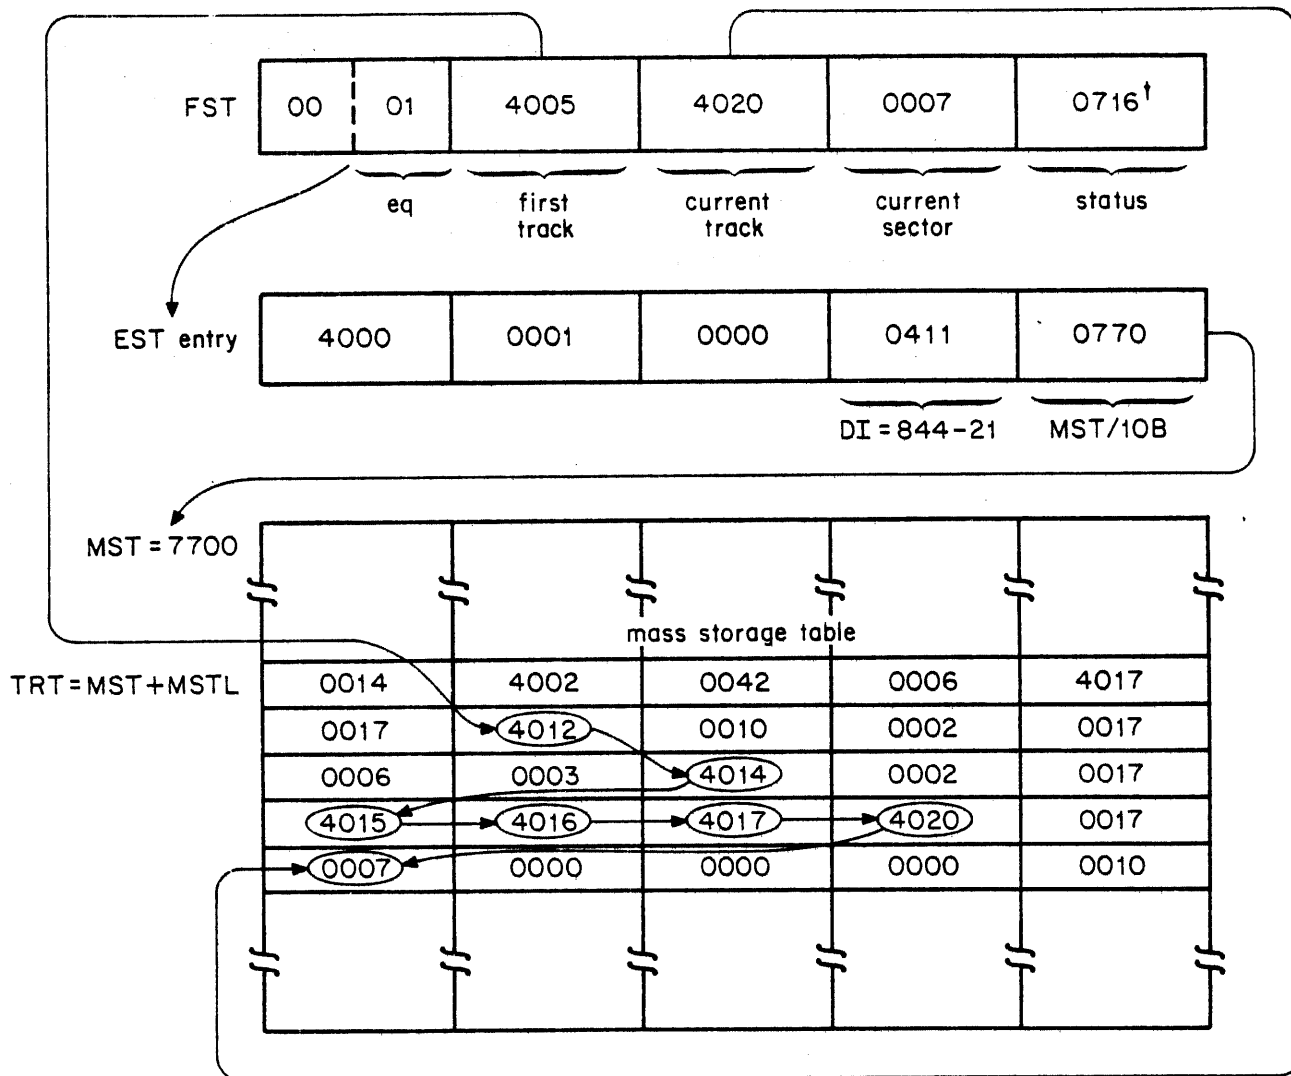 FST 00 01 4005 4020 0007 0716†
eq first track current track current sector status
EST entry 4000 0001 0000 0411 0770
DI = 844-21 MST/10B
MST = 7700
mass storage table
TRT = MST + MSTL 0014 4002 0042 0006 4017
0017 4012 0010 0002 0017
0006 0003 4014 0002 0017
4015 4016 4017 4020 0017
0007 0000 0000 0000 0010